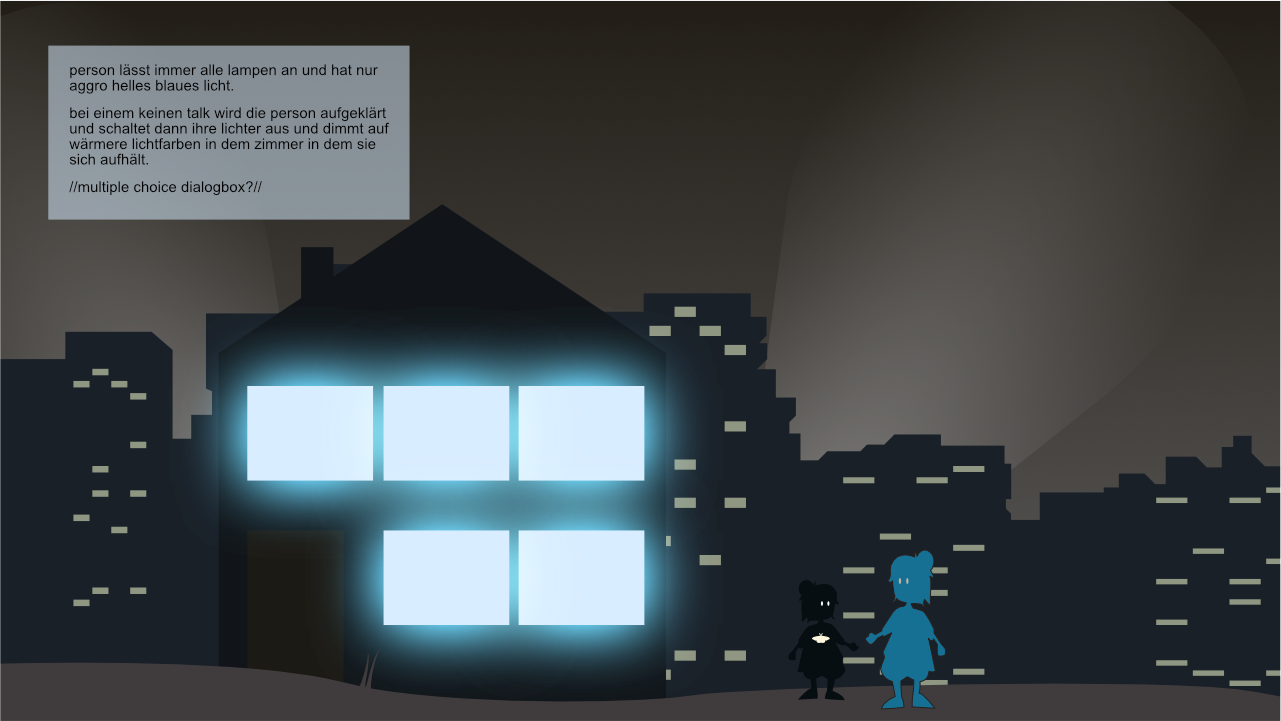 person lässt immer alle lampen an und hat nur
aggro helles blaues licht.
bei einem keinen talk wird die person aufgeklärt
und schaltet dann ihre lichter aus und dimmt auf
wärmere lichtfarben in dem zimmer in dem sie
sich aufhält.
//multiple choice dialogbox?//